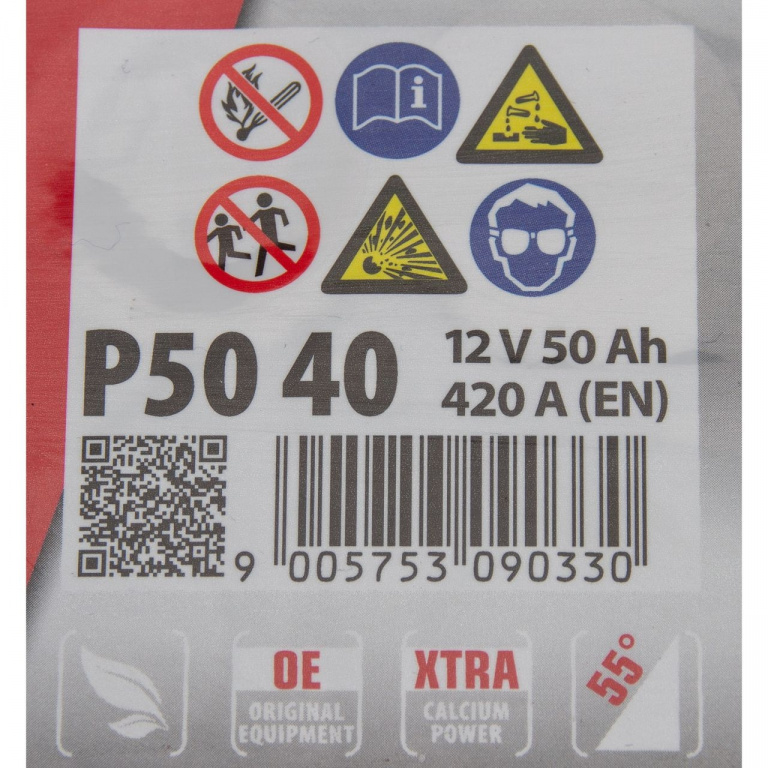 i
P50 40
12 V 50 Ah
420 A (EN)
9 005753 090330
OE
ORIGINAL
EQUIPMENT
XTRA
CALCIUM
POWER
55°